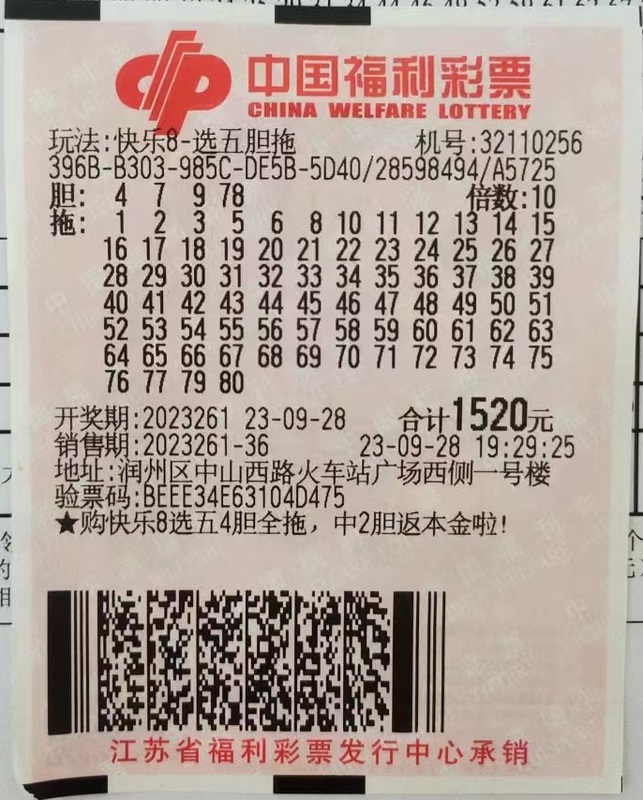 中国福利彩票
CHINA WELFARE LOTTERY
玩法:快乐8-选五胆拖 机号:32110256
396B-B303-985C-DE5B-5D40/28598494/A5725
胆: 4 7 9 78 倍数:10
拖: 1 2 3 5 6 8 10 11 12 13 14 15
16 17 18 19 20 21 22 23 24 25 26 27
28 29 30 31 32 33 34 35 36 37 38 39
40 41 42 43 44 45 46 47 48 49 50 51
52 53 54 55 56 57 58 59 60 61 62 63
64 65 66 67 68 69 70 71 72 73 74 75
76 77 79 80
开奖期:2023261 23-09-28 合计1520元
销售期:2023261-36 23-09-28 19:29:25
地址:润州区中山西路火车站广场西侧一号楼
验票码:BEEE34E63104D475
★购快乐8选五4胆全拖，中2胆返本金啦!
江苏省福利彩票发行中心承销